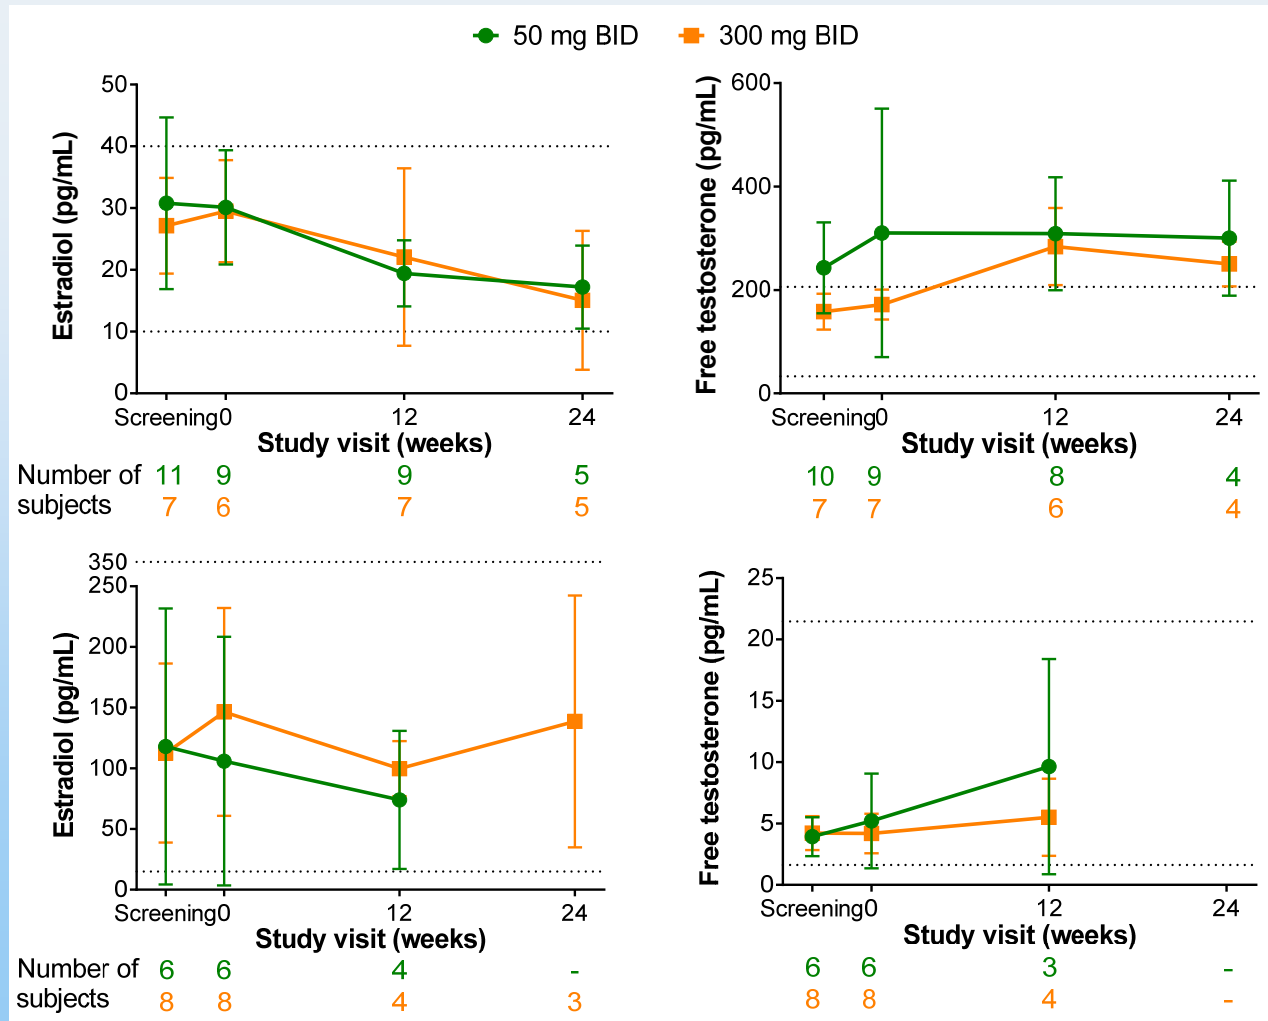 50 mg BID 300 mg BID
Estradiol (pg/mL)
50
40
30
20
10
0
Screening 0 12 24
Study visit (weeks)
Number of subjects
11 9 9 5
7 6 7 5
Free testosterone (pg/mL)
600
400
200
0
Screening 0 12 24
Study visit (weeks)
10 9 8 4
7 7 6 4
Estradiol (pg/mL)
350
250
200
150
100
50
0
Screening 0 12 24
Study visit (weeks)
Number of subjects
6 6 4 -
8 8 4 3
Free testosterone (pg/mL)
25
20
15
10
5
0
Screening 0 12 24
Study visit (weeks)
6 6 3 -
8 8 4 -